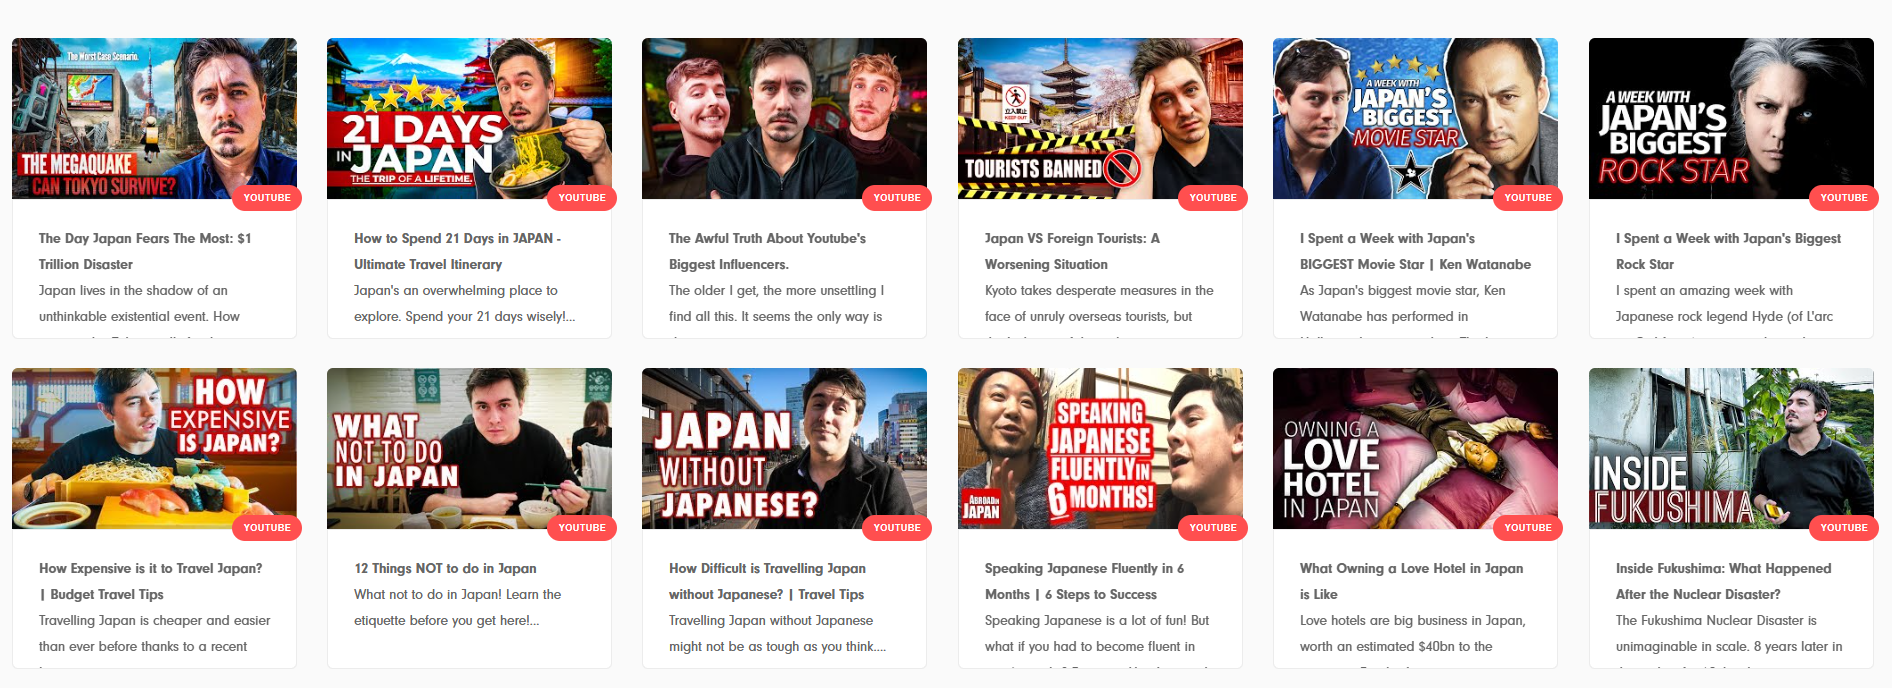 The Worst Case Scenario.
THE MEGAQUAKE
CAN TOKYO SURVIVE?
YOUTUBE
The Day Japan Fears The Most: $1
Trillion Disaster
Japan lives in the shadow of an
unthinkable existential event. How
21 DAYS
IN JAPAN
THE TRIP OF A LIFETIME.
YOUTUBE
How to Spend 21 Days in JAPAN -
Ultimate Travel Itinerary
Japan's an overwhelming place to
explore. Spend your 21 days wisely!...
YOUTUBE
The Awful Truth About Youtube's
Biggest Influencers.
The older I get, the more unsettling I
find all this. It seems the only way is
立入禁止
KEEP OUT
TOURISTS BANNED
YOUTUBE
Japan VS Foreign Tourists: A
Worsening Situation
Kyoto takes desperate measures in the
face of unruly overseas tourists, but
A WEEK WITH
JAPAN'S
BIGGEST
MOVIE STAR
YOUTUBE
I Spent a Week with Japan's
BIGGEST Movie Star | Ken Watanabe
As Japan's biggest movie star, Ken
Watanabe has performed in
A WEEK WITH
JAPAN'S
BIGGEST
ROCK STAR
YOUTUBE
I Spent a Week with Japan's Biggest
Rock Star
I spent an amazing week with
Japanese rock legend Hyde (of L'arc
HOW
EXPENSIVE
IS JAPAN?
YOUTUBE
How Expensive is it to Travel Japan?
| Budget Travel Tips
Travelling Japan is cheaper and easier
than ever before thanks to a recent
WHAT
NOT TO DO
IN JAPAN
YOUTUBE
12 Things NOT to do in Japan
What not to do in Japan! Learn the
etiquette before you get here!...
JAPAN
WITHOUT
JAPANESE?
YOUTUBE
How Difficult is Travelling Japan
without Japanese? | Travel Tips
Travelling Japan without Japanese
might not be as tough as you think....
SPEAKING
JAPANESE
FLUENTLY IN
6 MONTHS!
ABROAD IN
JAPAN
YOUTUBE
Speaking Japanese Fluently in 6
Months | 6 Steps to Success
Speaking Japanese is a lot of fun! But
what if you had to become fluent in
OWNING A
LOVE
HOTEL
IN JAPAN
YOUTUBE
What Owning a Love Hotel in Japan
is Like
Love hotels are big business in Japan,
worth an estimated $40bn to the
INSIDE
FUKUSHIMA
YOUTUBE
Inside Fukushima: What Happened
After the Nuclear Disaster?
The Fukushima Nuclear Disaster is
unimaginable in scale. 8 years later in